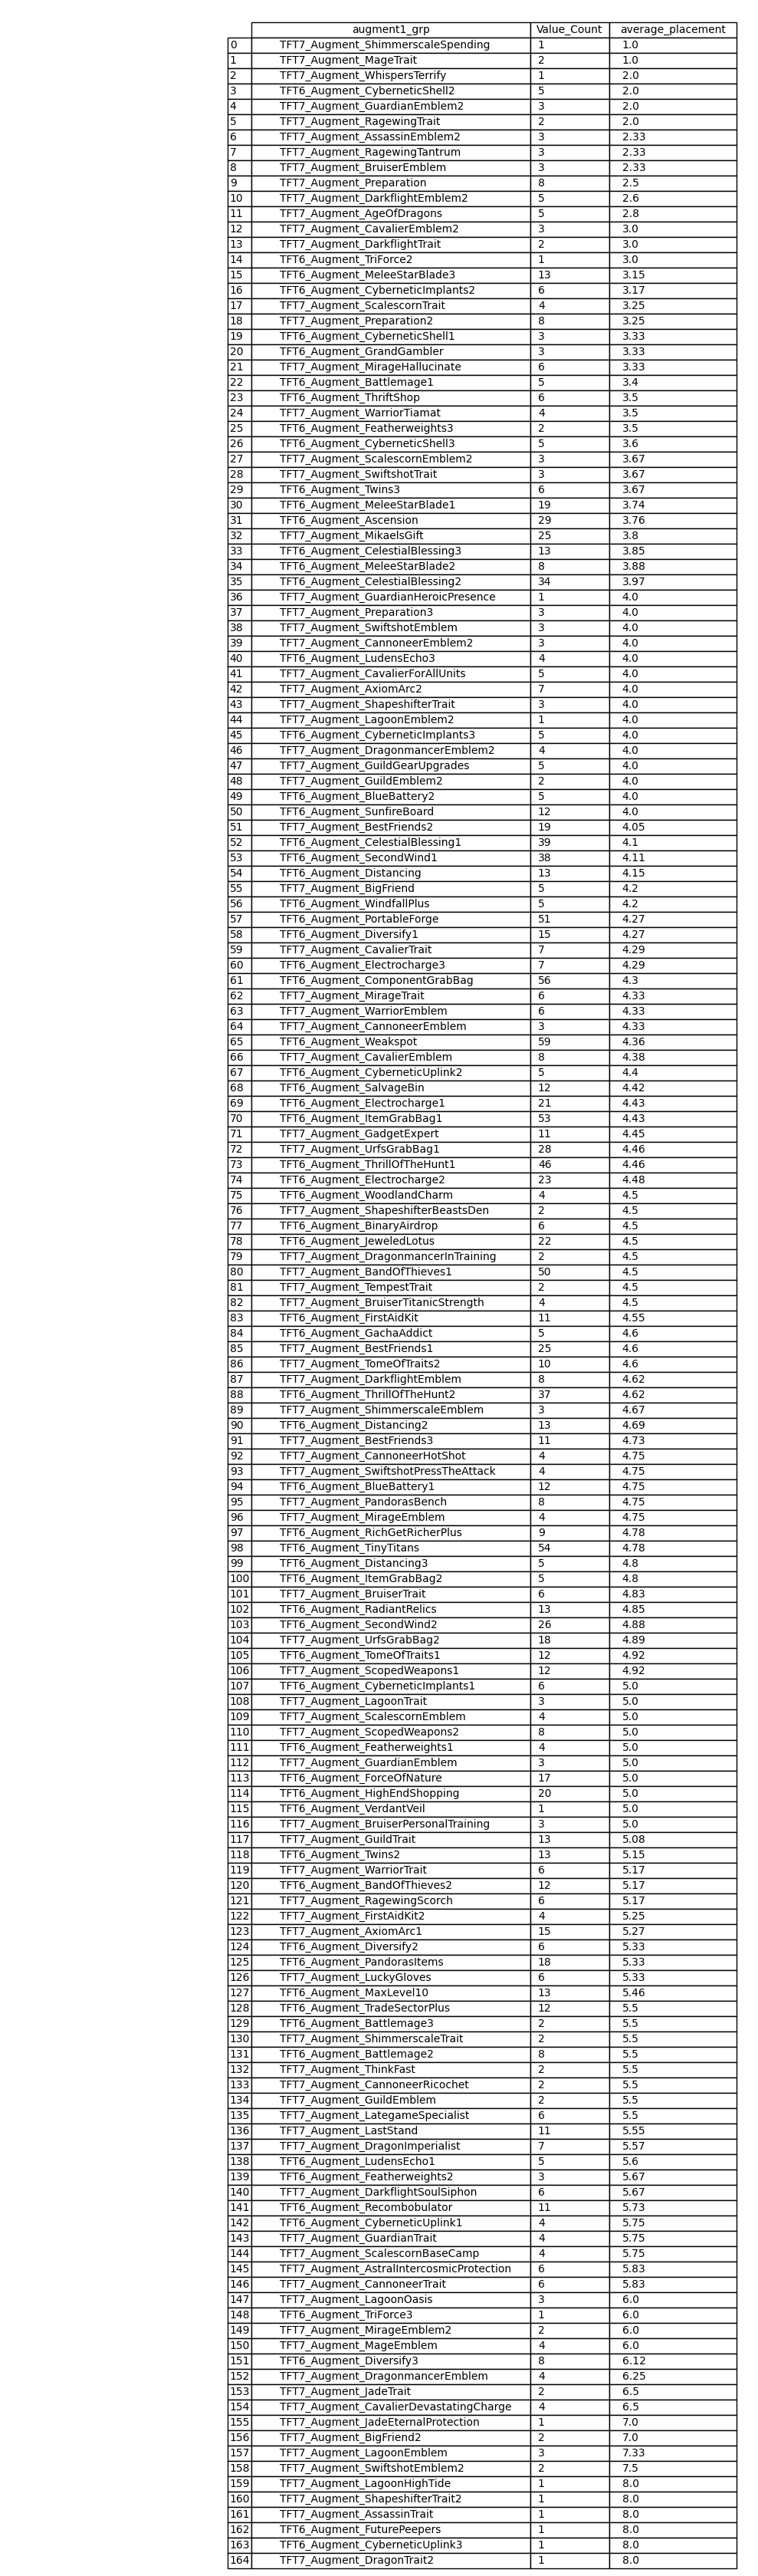 augment1_grp Value_Count average_placement
0 TFT7_Augment_ShimmerscaleSpending 1 1.0
1 TFT7_Augment_MageTrait 2 1.0
2 TFT7_Augment_WhispersTerrify 1 2.0
3 TFT6_Augment_CyberneticShell2 5 2.0
4 TFT7_Augment_GuardianEmblem2 3 2.0
5 TFT7_Augment_RagewingTrait 2 2.0
6 TFT7_Augment_AssassinEmblem2 3 2.33
7 TFT7_Augment_RagewingTantrum 3 2.33
8 TFT7_Augment_BruiserEmblem 3 2.33
9 TFT7_Augment_Preparation 8 2.5
10 TFT7_Augment_DarkflightEmblem2 5 2.6
11 TFT7_Augment_AgeOfDragons 5 2.8
12 TFT7_Augment_CavalierEmblem2 3 3.0
13 TFT7_Augment_DarkflightTrait 2 3.0
14 TFT6_Augment_TriForce2 1 3.0
15 TFT6_Augment_MeleeStarBlade3 13 3.15
16 TFT6_Augment_CyberneticImplants2 6 3.17
17 TFT7_Augment_ScalescornTrait 4 3.25
18 TFT7_Augment_Preparation2 8 3.25
19 TFT6_Augment_CyberneticShell1 3 3.33
20 TFT6_Augment_GrandGambler 3 3.33
21 TFT7_Augment_MirageHallucinate 6 3.33
22 TFT6_Augment_Battlemage1 5 3.4
23 TFT6_Augment_ThriftShop 6 3.5
24 TFT7_Augment_WarriorTiamat 4 3.5
25 TFT6_Augment_Featherweights3 2 3.5
26 TFT6_Augment_CyberneticShell3 5 3.6
27 TFT7_Augment_ScalescornEmblem2 3 3.67
28 TFT7_Augment_SwiftshotTrait 3 3.67
29 TFT6_Augment_Twins3 6 3.67
30 TFT6_Augment_MeleeStarBlade1 19 3.74
31 TFT6_Augment_Ascension 29 3.76
32 TFT7_Augment_MikaelsGift 25 3.8
33 TFT6_Augment_CelestialBlessing3 13 3.85
34 TFT6_Augment_MeleeStarBlade2 8 3.88
35 TFT6_Augment_CelestialBlessing2 34 3.97
36 TFT7_Augment_GuardianHeroicPresence 1 4.0
37 TFT7_Augment_Preparation3 3 4.0
38 TFT7_Augment_SwiftshotEmblem 3 4.0
39 TFT7_Augment_CannoneerEmblem2 3 4.0
40 TFT6_Augment_LudensEcho3 4 4.0
41 TFT7_Augment_CavalierForAllUnits 5 4.0
42 TFT7_Augment_AxiomArc2 7 4.0
43 TFT7_Augment_ShapeshifterTrait 3 4.0
44 TFT7_Augment_LagoonEmblem2 1 4.0
45 TFT6_Augment_CyberneticImplants3 5 4.0
46 TFT7_Augment_DragonmancerEmblem2 4 4.0
47 TFT7_Augment_GuildGearUpgrades 5 4.0
48 TFT7_Augment_GuildEmblem2 2 4.0
49 TFT6_Augment_BlueBattery2 5 4.0
50 TFT6_Augment_SunfireBoard 12 4.0
51 TFT7_Augment_BestFriends2 19 4.05
52 TFT6_Augment_CelestialBlessing1 39 4.1
53 TFT6_Augment_SecondWind1 38 4.11
54 TFT6_Augment_Distancing 13 4.15
55 TFT7_Augment_BigFriend 5 4.2
56 TFT6_Augment_WindfallPlus 5 4.2
57 TFT6_Augment_PortableForge 51 4.27
58 TFT6_Augment_Diversify1 15 4.27
59 TFT7_Augment_CavalierTrait 7 4.29
60 TFT6_Augment_Electrocharge3 7 4.29
61 TFT6_Augment_ComponentGrabBag 56 4.3
62 TFT7_Augment_MirageTrait 6 4.33
63 TFT7_Augment_WarriorEmblem 6 4.33
64 TFT7_Augment_CannoneerEmblem 3 4.33
65 TFT6_Augment_Weakspot 59 4.36
66 TFT7_Augment_CavalierEmblem 8 4.38
67 TFT6_Augment_CyberneticUplink2 5 4.4
68 TFT6_Augment_SalvageBin 12 4.42
69 TFT6_Augment_Electrocharge1 21 4.43
70 TFT6_Augment_ItemGrabBag1 53 4.43
71 TFT7_Augment_GadgetExpert 11 4.45
72 TFT7_Augment_UrfsGrabBag1 28 4.46
73 TFT6_Augment_ThrillOfTheHunt1 46 4.46
74 TFT6_Augment_Electrocharge2 23 4.48
75 TFT6_Augment_WoodlandCharm 4 4.5
76 TFT7_Augment_ShapeshifterBeastsDen 2 4.5
77 TFT6_Augment_BinaryAirdrop 6 4.5
78 TFT6_Augment_JeweledLotus 22 4.5
79 TFT7_Augment_DragonmancerInTraining 2 4.5
80 TFT7_Augment_BandOfThieves1 50 4.5
81 TFT7_Augment_TempestTrait 2 4.5
82 TFT7_Augment_BruiserTitanicStrength 4 4.5
83 TFT6_Augment_FirstAidKit 11 4.55
84 TFT6_Augment_GachaAddict 5 4.6
85 TFT7_Augment_BestFriends1 25 4.6
86 TFT7_Augment_TomeOfTraits2 10 4.6
87 TFT7_Augment_DarkflightEmblem 8 4.62
88 TFT6_Augment_ThrillOfTheHunt2 37 4.62
89 TFT7_Augment_ShimmerscaleEmblem 3 4.67
90 TFT6_Augment_Distancing2 13 4.69
91 TFT7_Augment_BestFriends3 11 4.73
92 TFT7_Augment_CannoneerHotShot 4 4.75
93 TFT7_Augment_SwiftshotPressTheAttack 4 4.75
94 TFT6_Augment_BlueBattery1 12 4.75
95 TFT7_Augment_PandorasBench 8 4.75
96 TFT7_Augment_MirageEmblem 4 4.75
97 TFT6_Augment_RichGetRicherPlus 9 4.78
98 TFT6_Augment_TinyTitans 54 4.78
99 TFT6_Augment_Distancing3 5 4.8
100 TFT6_Augment_ItemGrabBag2 5 4.8
101 TFT7_Augment_BruiserTrait 6 4.83
102 TFT6_Augment_RadiantRelics 13 4.85
103 TFT6_Augment_SecondWind2 26 4.88
104 TFT7_Augment_UrfsGrabBag2 18 4.89
105 TFT6_Augment_TomeOfTraits1 12 4.92
106 TFT7_Augment_ScopedWeapons1 12 4.92
107 TFT6_Augment_CyberneticImplants1 6 5.0
108 TFT7_Augment_LagoonTrait 3 5.0
109 TFT7_Augment_ScalescornEmblem 4 5.0
110 TFT7_Augment_ScopedWeapons2 8 5.0
111 TFT6_Augment_Featherweights1 4 5.0
112 TFT7_Augment_GuardianEmblem 3 5.0
113 TFT6_Augment_ForceOfNature 17 5.0
114 TFT6_Augment_HighEndShopping 20 5.0
115 TFT6_Augment_VerdantVeil 1 5.0
116 TFT7_Augment_BruiserPersonalTraining 3 5.0
117 TFT7_Augment_GuildTrait 13 5.08
118 TFT6_Augment_Twins2 13 5.15
119 TFT7_Augment_WarriorTrait 6 5.17
120 TFT6_Augment_BandOfThieves2 12 5.17
121 TFT7_Augment_RagewingScorch 6 5.17
122 TFT7_Augment_FirstAidKit2 4 5.25
123 TFT7_Augment_AxiomArc1 15 5.27
124 TFT6_Augment_Diversify2 6 5.33
125 TFT6_Augment_PandorasItems 18 5.33
126 TFT7_Augment_LuckyGloves 6 5.33
127 TFT6_Augment_MaxLevel10 13 5.46
128 TFT6_Augment_TradeSectorPlus 12 5.5
129 TFT6_Augment_Battlemage3 2 5.5
130 TFT7_Augment_ShimmerscaleTrait 2 5.5
131 TFT6_Augment_Battlemage2 8 5.5
132 TFT7_Augment_ThinkFast 2 5.5
133 TFT7_Augment_CannoneerRicochet 2 5.5
134 TFT7_Augment_GuildEmblem 2 5.5
135 TFT7_Augment_LategameSpecialist 6 5.5
136 TFT7_Augment_LastStand 11 5.55
137 TFT7_Augment_DragonImperialist 7 5.57
138 TFT6_Augment_LudensEcho1 5 5.6
139 TFT6_Augment_Featherweights2 3 5.67
140 TFT7_Augment_DarkflightSoulSiphon 6 5.67
141 TFT6_Augment_Recombobulator 11 5.73
142 TFT6_Augment_CyberneticUplink1 4 5.75
143 TFT7_Augment_GuardianTrait 4 5.75
144 TFT7_Augment_ScalescornBaseCamp 4 5.75
145 TFT7_Augment_AstralIntercosmicProtection 6 5.83
146 TFT7_Augment_CannoneerTrait 6 5.83
147 TFT7_Augment_LagoonOasis 3 6.0
148 TFT6_Augment_TriForce3 1 6.0
149 TFT7_Augment_MirageEmblem2 2 6.0
150 TFT7_Augment_MageEmblem 4 6.0
151 TFT6_Augment_Diversify3 8 6.12
152 TFT7_Augment_DragonmancerEmblem 4 6.25
153 TFT7_Augment_JadeTrait 2 6.5
154 TFT7_Augment_CavalierDevastatingCharge 4 6.5
155 TFT7_Augment_JadeEternalProtection 1 7.0
156 TFT7_Augment_BigFriend2 2 7.0
157 TFT7_Augment_LagoonEmblem 3 7.33
158 TFT7_Augment_SwiftshotEmblem2 2 7.5
159 TFT7_Augment_LagoonHighTide 1 8.0
160 TFT7_Augment_ShapeshifterTrait2 1 8.0
161 TFT7_Augment_AssassinTrait 1 8.0
162 TFT6_Augment_FuturePeepers 1 8.0
163 TFT6_Augment_CyberneticUplink3 1 8.0
164 TFT7_Augment_DragonTrait2 1 8.0